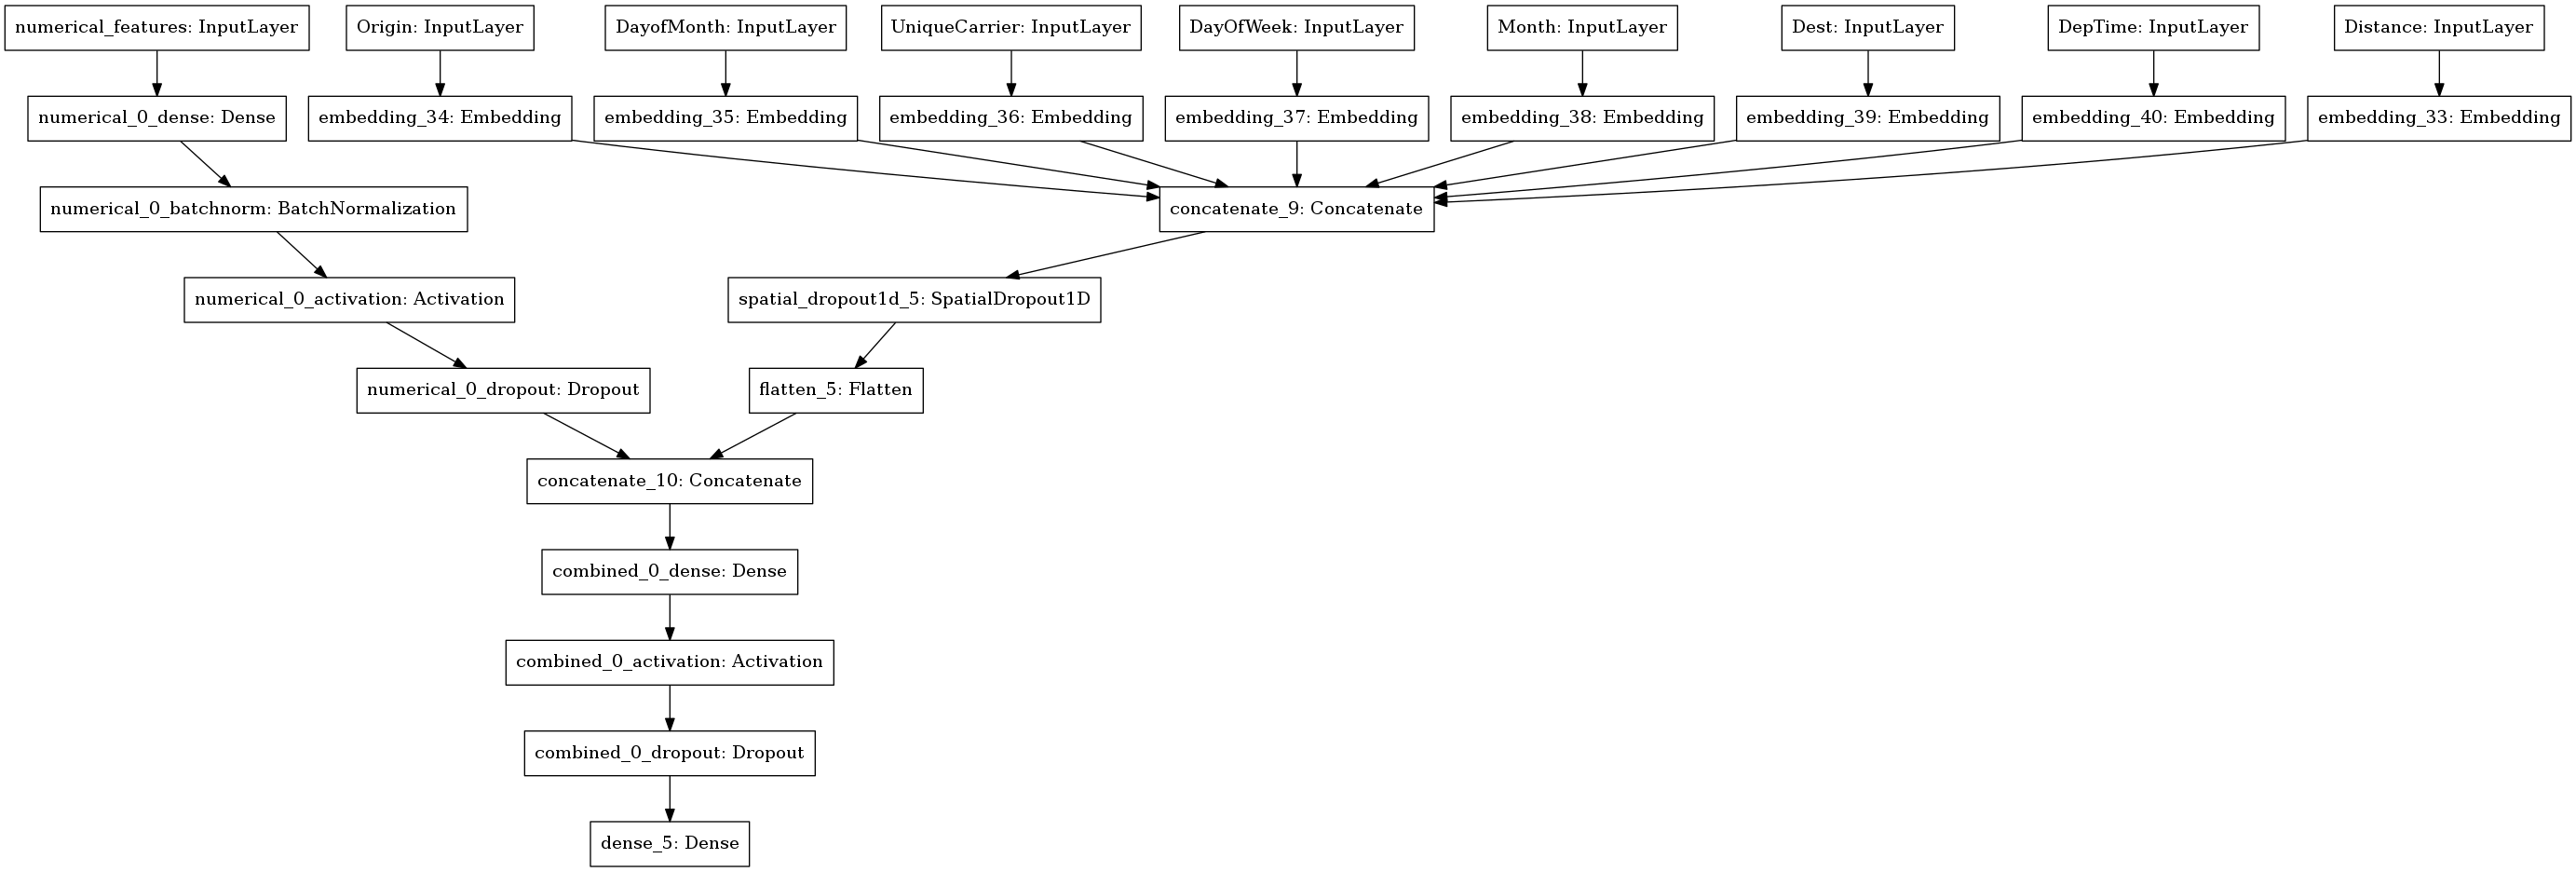 numerical_features: InputLayer
Origin: InputLayer
DayofMonth: InputLayer
UniqueCarrier: InputLayer
DayOfWeek: InputLayer
Month: InputLayer
Dest: InputLayer
DepTime: InputLayer
Distance: InputLayer
numerical_0_dense: Dense
embedding_34: Embedding
embedding_35: Embedding
embedding_36: Embedding
embedding_37: Embedding
embedding_38: Embedding
embedding_39: Embedding
embedding_40: Embedding
embedding_33: Embedding
numerical_0_batchnorm: BatchNormalization
concatenate_9: Concatenate
numerical_0_activation: Activation
spatial_dropout1d_5: SpatialDropout1D
numerical_0_dropout: Dropout
flatten_5: Flatten
concatenate_10: Concatenate
combined_0_dense: Dense
combined_0_activation: Activation
combined_0_dropout: Dropout
dense_5: Dense